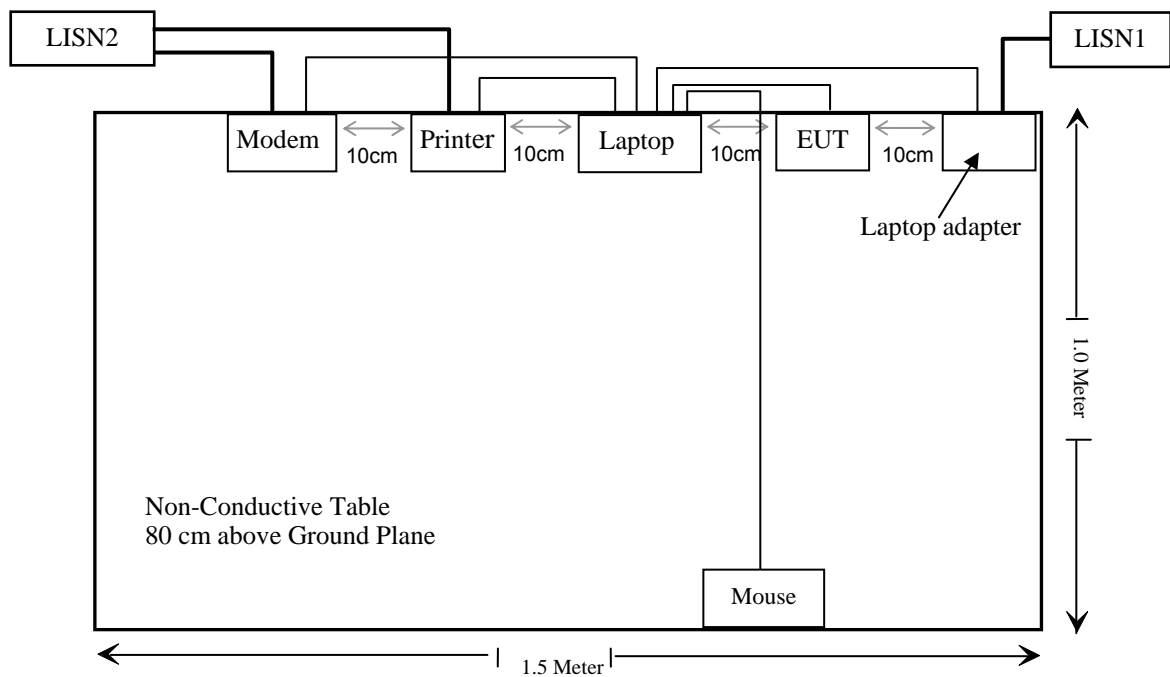 LISN2
LISN1
Modem
Printer
Laptop
EUT
10cm
10cm
10cm
10cm
Laptop adapter
1.0 Meter
Non-Conductive Table
80 cm above Ground Plane
Mouse
1.5 Meter